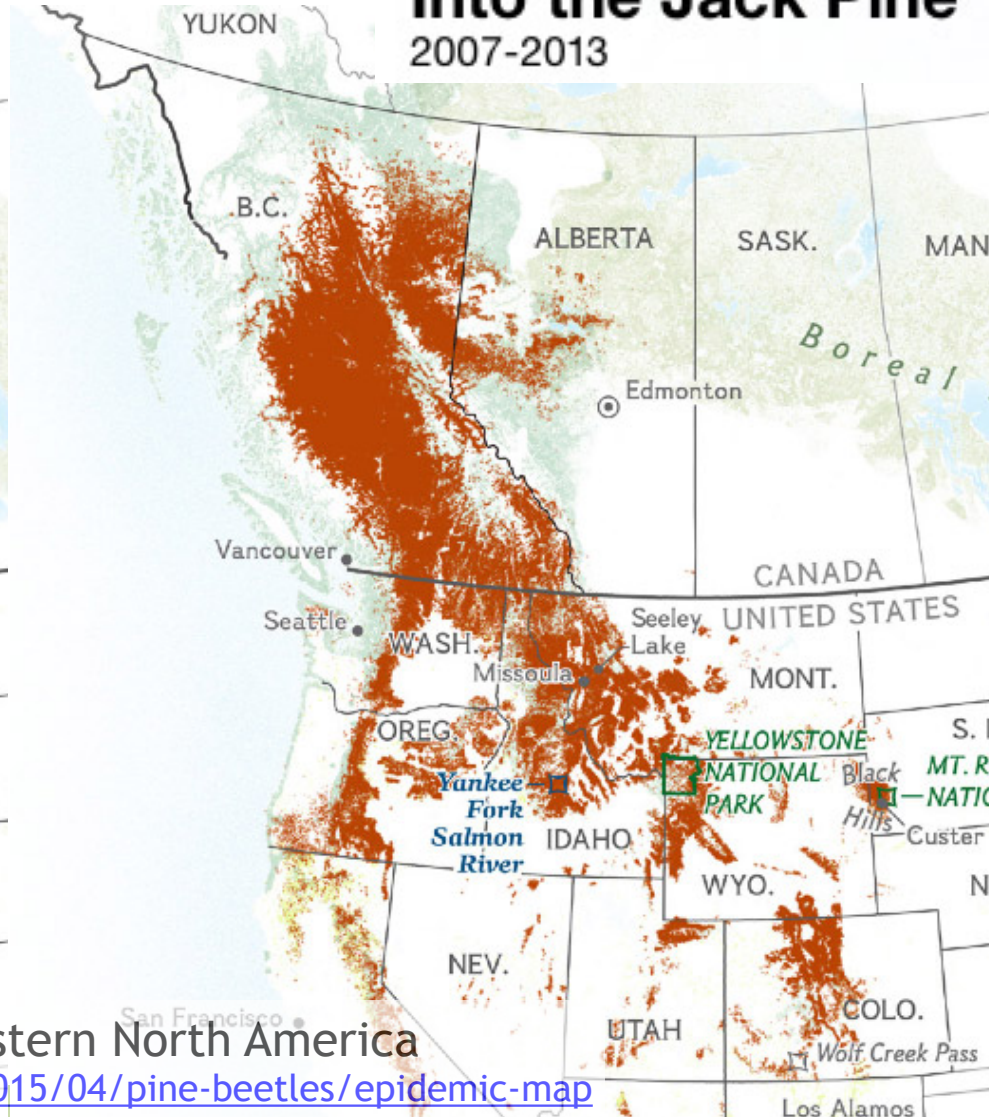 Into the Jack Pine
2007-2013
YUKON
B.C.
ALBERTA
SASK.
MAN
Boreal
Edmonton
Vancouver
CANADA
UNITED STATES
Seattle
WASH.
Seeley
Lake
Missoula
MONT.
OREG.
YELLOWSTONE
NATIONAL
PARK
Black
Hills
MT. R
NATIO
S.
Custer
Yankee
Fork
Salmon
River
IDAHO
WYO.
N
NEV.
UTAH
COLO.
San Francisco
Wolf Creek Pass
Los Alamos
stern North America
015/04/pine-beetles/epidemic-map